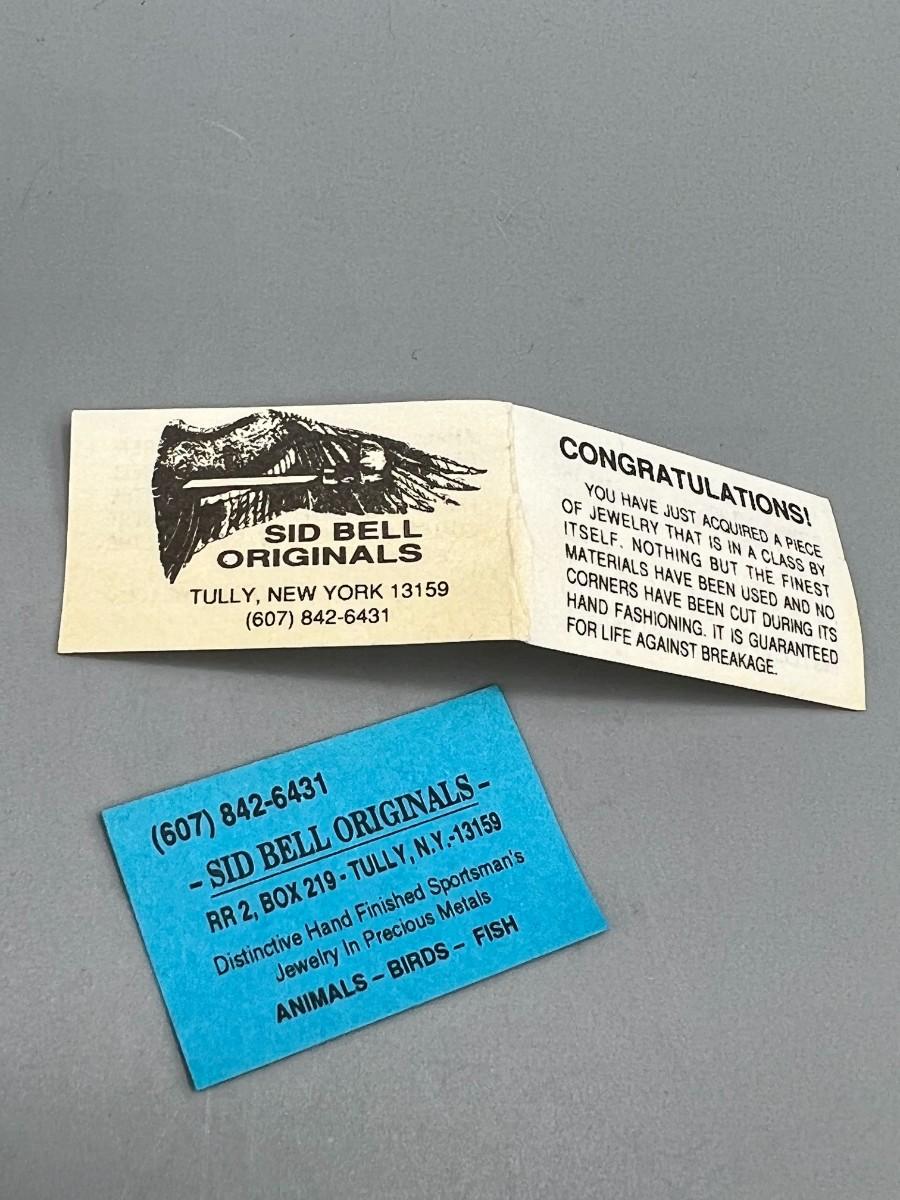 SID BELL
ORIGINALS
TULLY, NEW YORK 13159
(607) 842-6431
CONGRATULATIONS!
YOU HAVE JUST ACQUIRED A PIECE
OF JEWELRY THAT IS IN A CLASS BY
ITSELF. NOTHING BUT THE FINEST
MATERIALS HAVE BEEN USED AND NO
CORNERS HAVE BEEN CUT DURING ITS
HAND FASHIONING. IT IS GUARANTEED
FOR LIFE AGAINST BREAKAGE.
(607) 842-6431
- SID BELL ORIGINALS -
RR 2, BOX 219 - TULLY, N.Y.-13159
Distinctive Hand Finished Sportsman's
Jewelry In Precious Metals
ANIMALS – BIRDS – FISH